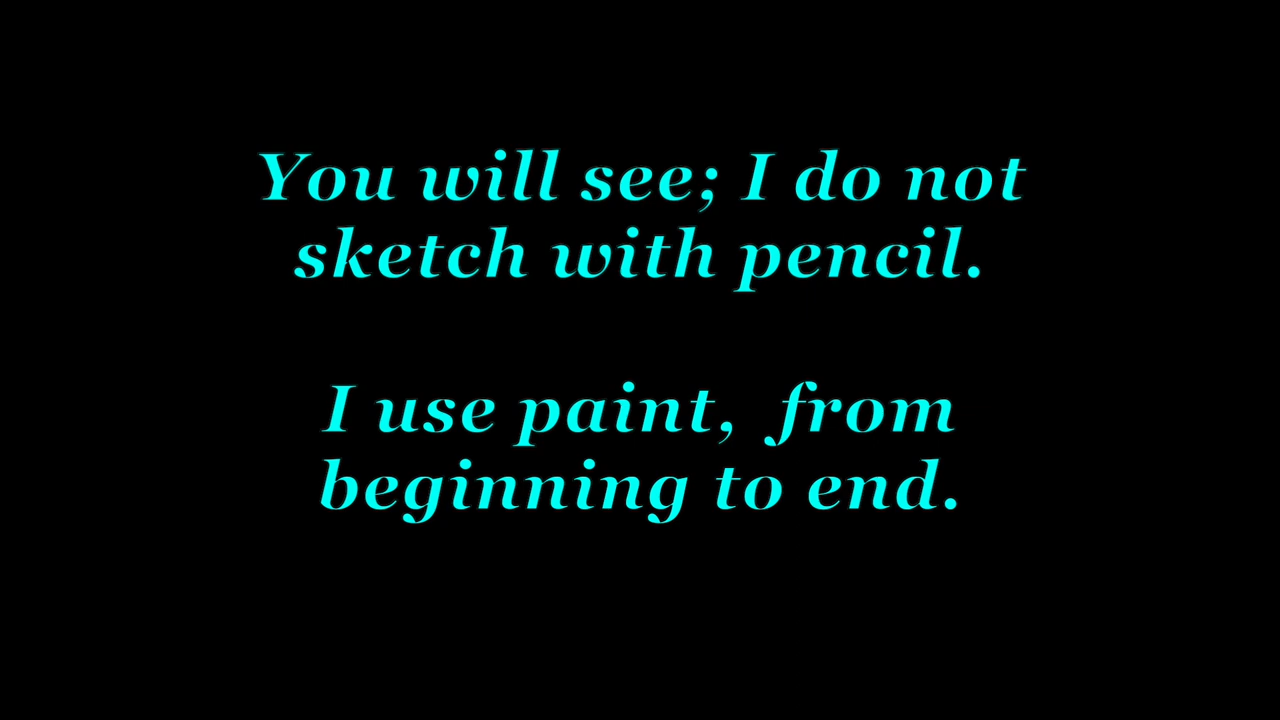 You will see; I do not
sketch with pencil.
I use paint, from
beginning to end.